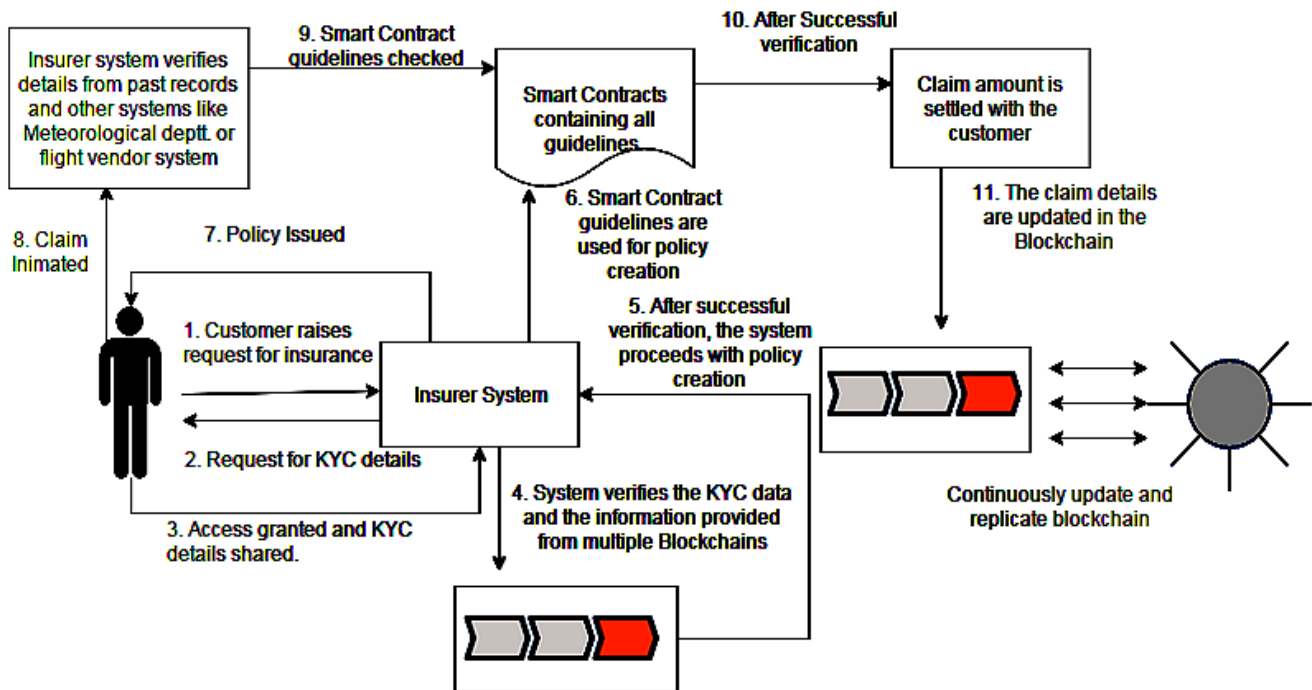 Insurer system verifies
details from past records
and other systems like
Meteorological deptt. or
flight vendor system
9. Smart Contract
guidelines checked
Smart Contracts
containing all
guidelines.
10. After Successful
verification
Claim amount is
settled with the
customer
8. Claim
Inimated
7. Policy Issued
6. Smart Contract
guidelines are
used for policy
creation
11. The claim details
are updated in the
Blockchain
1. Customer raises
request for insurance
Insurer System
5. After successful
verification, the system
proceeds with policy
creation
2. Request for KYC details
3. Access granted and KYC
details shared.
4. System verifies the KYC data
and the information provided
from multiple Blockchains
Continuously update and
replicate blockchain